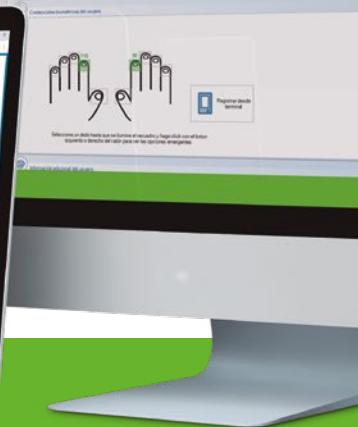 Credenciales biométricas del usuario
Registrar desde
terminal
Seleccione un dedo hasta que se ilumine el recuadro y haga click con el botón
izquierdo o derecho del ratón para ver las opciones emergentes
Información adicional del usuario